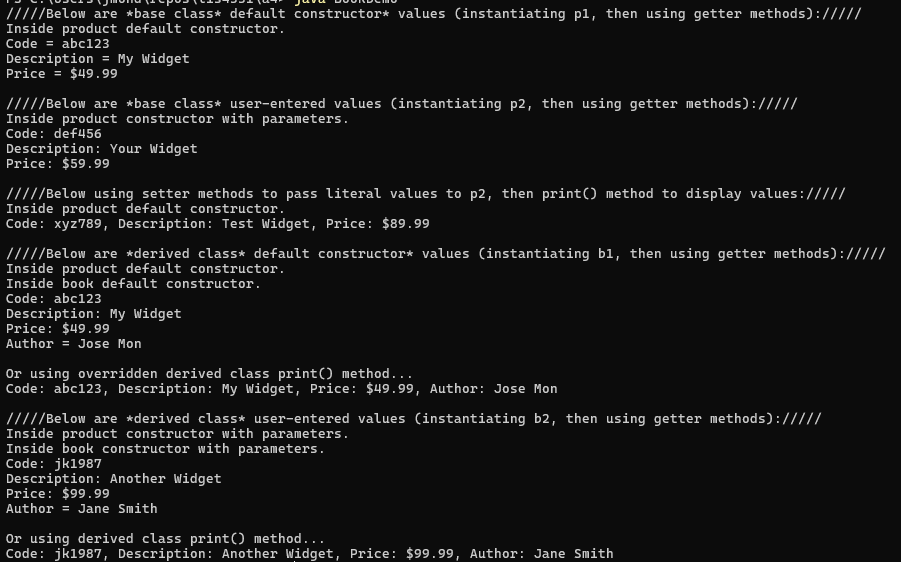 PS C:\Users\jmond\repos\lis4331\a4> java BookDemo
/////Below are *base class* default constructor* values (instantiating p1, then using getter methods)://///
Inside product default constructor.
Code = abc123
Description = My Widget
Price = $49.99
/////Below are *base class* user-entered values (instantiating p2, then using getter methods)://///
Inside product constructor with parameters.
Code: def456
Description: Your Widget
Price: $59.99
/////Below using setter methods to pass literal values to p2, then print() method to display values://///
Inside product default constructor.
Code: xyz789, Description: Test Widget, Price: $89.99
/////Below are *derived class* default constructor* values (instantiating b1, then using getter methods)://///
Inside product default constructor.
Inside book default constructor.
Code: abc123
Description: My Widget
Price: $49.99
Author = Jose Mon
Or using overridden derived class print() method...
Code: abc123, Description: My Widget, Price: $49.99, Author: Jose Mon
/////Below are *derived class* user-entered values (instantiating b2, then using getter methods)://///
Inside product constructor with parameters.
Inside book constructor with parameters.
Code: jk1987
Description: Another Widget
Price: $99.99
Author = Jane Smith
Or using derived class print() method...
Code: jk1987, Description: Another Widget, Price: $99.99, Author: Jane Smith